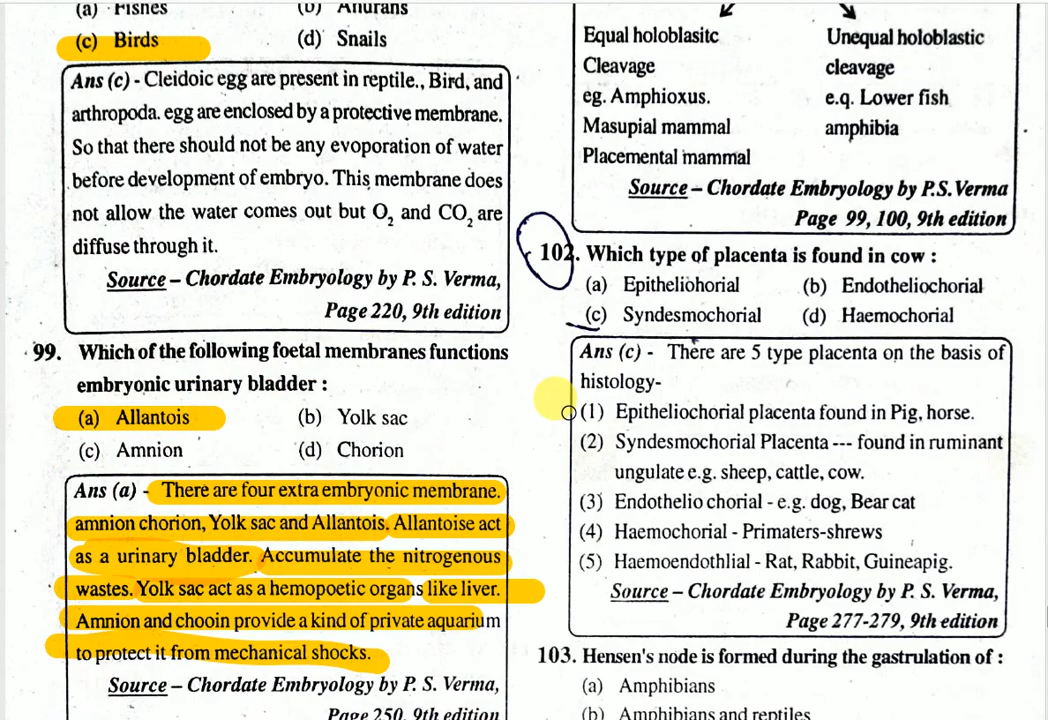 (a) Fishes (b) Anurans
(c) Birds (d) Snails
Ans (c) - Cleidoic egg are present in reptile., Bird, and
arthropoda. egg are enclosed by a protective membrane.
So that there should not be any evoporation of water
before development of embryo. This membrane does
not allow the water comes out but O₂ and CO₂ are
diffuse through it.
Source – Chordate Embryology by P. S. Verma,
Page 220, 9th edition
99. Which of the following foetal membranes functions
embryonic urinary bladder :
(a) Allantois (b) Yolk sac
(c) Amnion (d) Chorion
Ans (a) - There are four extra embryonic membrane.
amnion chorion, Yolk sac and Allantois. Allantoise act
as a urinary bladder. Accumulate the nitrogenous
wastes. Yolk sac act as a hemopoetic organs like liver.
Amnion and chooin provide a kind of private aquarium
to protect it from mechanical shocks.
Source – Chordate Embryology by P. S. Verma,
Page 250, 9th edition
Equal holoblasitc Unequal holoblastic
Cleavage cleavage
eg. Amphioxus. e.q. Lower fish
Masupial mammal amphibia
Placemental mammal
Source – Chordate Embryology by P.S. Verma
Page 99, 100, 9th edition
102. Which type of placenta is found in cow :
(a) Epitheliohorial (b) Endotheliochorial
(c) Syndesmochorial (d) Haemochorial
Ans (c) - There are 5 type placenta on the basis of
histology-
(1) Epitheliochorial placenta found in Pig, horse.
(2) Syndesmochorial Placenta --- found in ruminant
ungulate e.g. sheep, cattle, cow.
(3) Endothelio chorial - e.g. dog, Bear cat
(4) Haemochorial - Primaters-shrews
(5) Haemoendothlial - Rat, Rabbit, Guineapig.
Source – Chordate Embryology by P. S. Verma,
Page 277-279, 9th edition
103. Hensen's node is formed during the gastrulation of :
(a) Amphibians
(b) Amphibians and reptiles